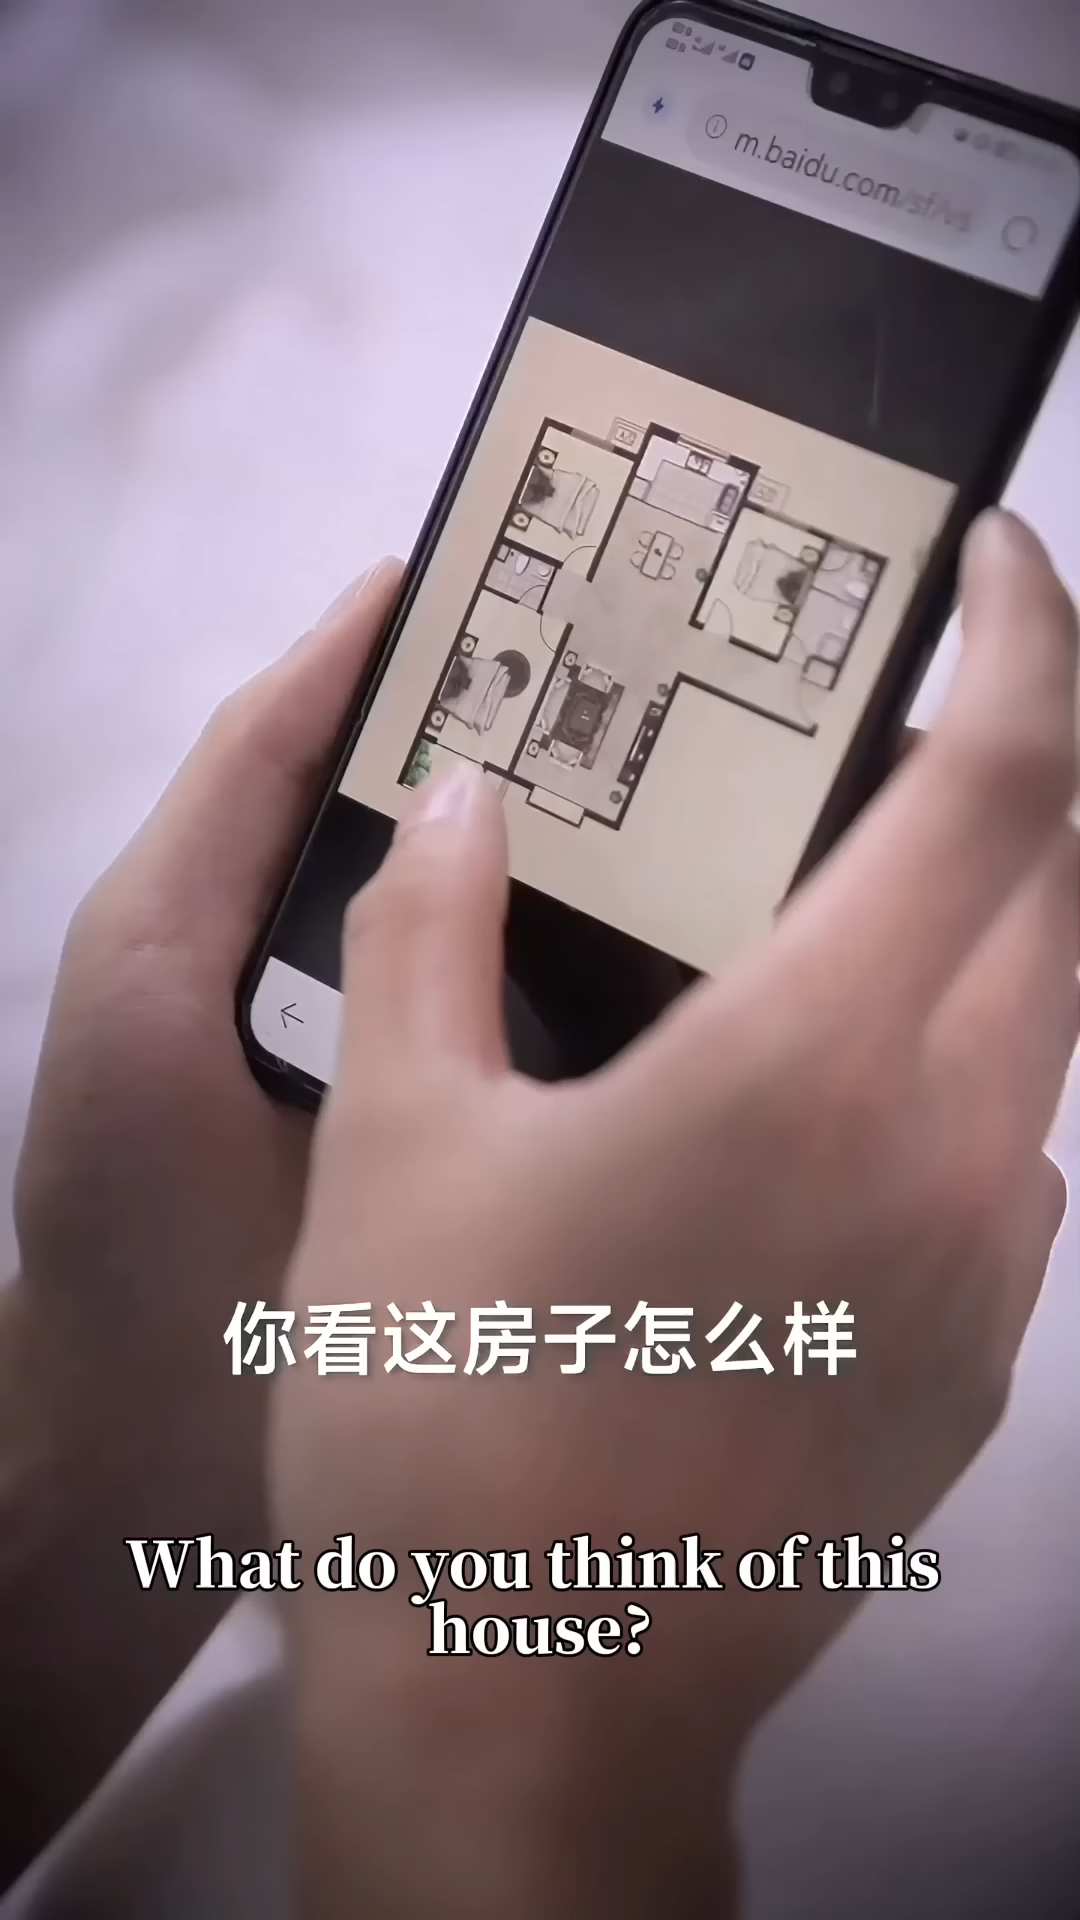 m.baidu.com/sf/vs
你看这房子怎么样
What do you think of this
house?